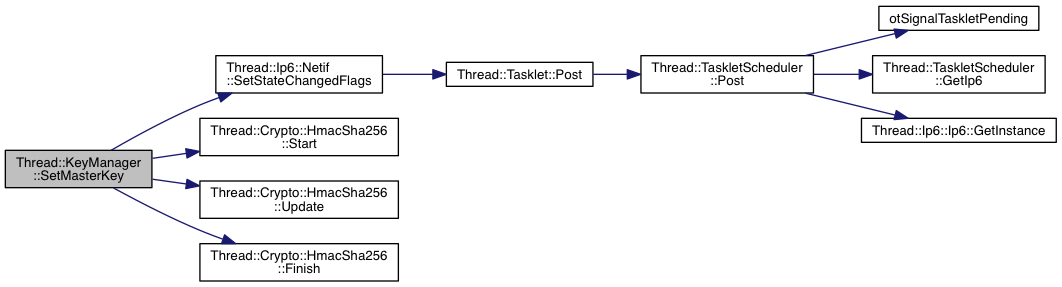 Thread::KeyManager
::SetMasterKey
Thread::Ip6::Netif
::SetStateChangedFlags
Thread::Crypto::HmacSha256
::Start
Thread::Crypto::HmacSha256
::Update
Thread::Crypto::HmacSha256
::Finish
Thread::Tasklet::Post
Thread::TaskletScheduler
::Post
otSignalTaskletPending
Thread::TaskletScheduler
::GetIp6
Thread::Ip6::Ip6::GetInstance